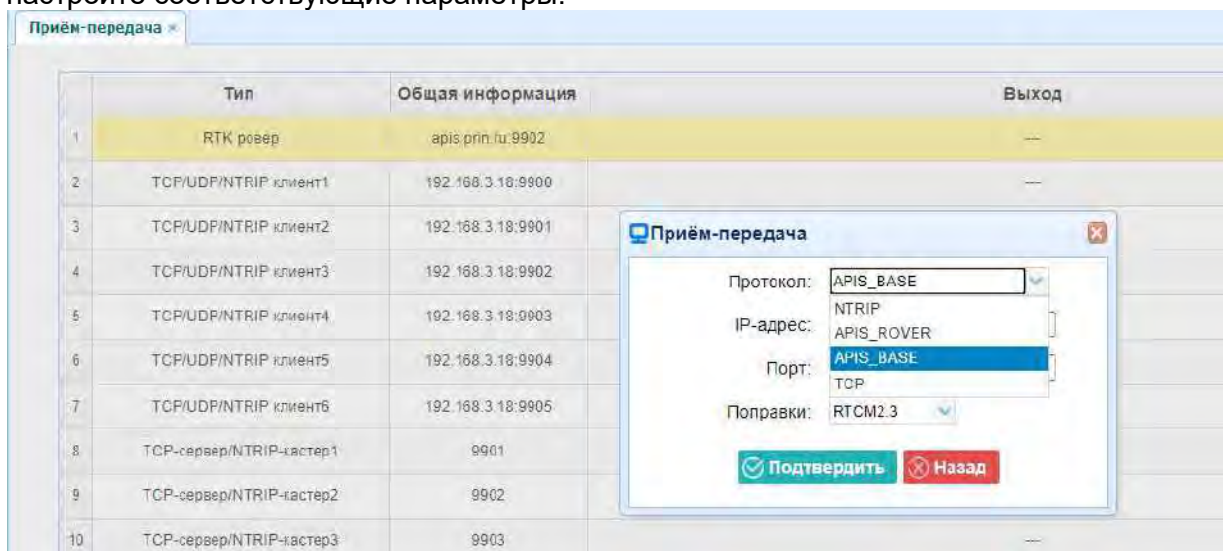 настройте соответствующие параметры.
Приём-передача ×
Тип Общая информация Выход
1 RTK ровер apis.prin.ru:9902 ---
2 TCP/UDP/NTRIP клиент1 192.168.3.18:9900 ---
3 TCP/UDP/NTRIP клиент2 192.168.3.18:9901
4 TCP/UDP/NTRIP клиент3 192.168.3.18:9902
5 TCP/UDP/NTRIP клиент4 192.168.3.18:9903
6 TCP/UDP/NTRIP клиент5 192.168.3.18:9904
7 TCP/UDP/NTRIP клиент6 192.168.3.18:9905
8 TCP-сервер/NTRIP-кастер1 9901
9 TCP-сервер/NTRIP-кастер2 9902
10 TCP-сервер/NTRIP-кастер3 9903 ---
Приём-передача
Протокол: APIS_BASE
NTRIP
IP-адрес:
APIS_ROVER
Порт: APIS_BASE
TCP
Поправки: RTCM2.3
Подтвердить Назад